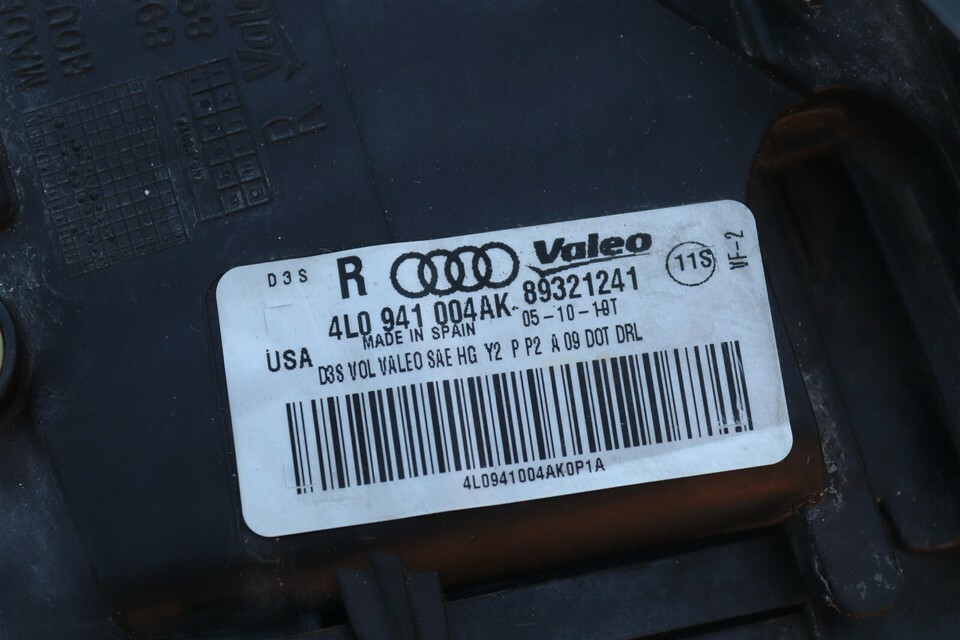 D3S R Valeo 11S VF-2
4L0 941 004AK 89321241
MADE IN SPAIN 05-10-19T
USA D3S VOL VALEO SAE HG Y2 P P2 A 09 DOT DRL
4L0941004AK0P1A
R
Valeo